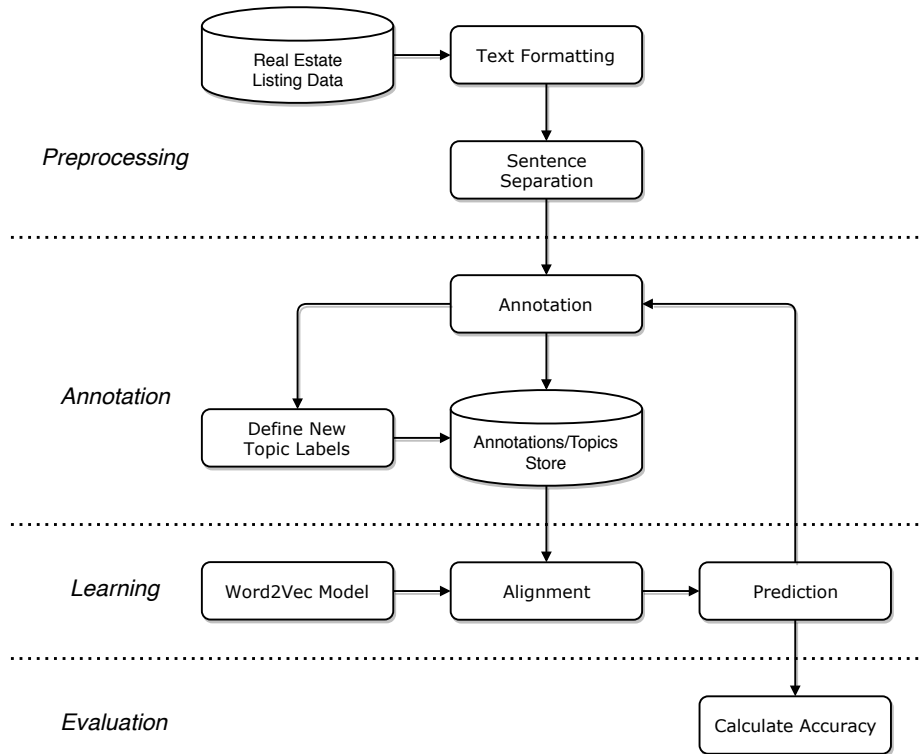 Real Estate
Listing Data
Text Formatting
Preprocessing
Sentence
Separation
Annotation
Annotation
Define New
Topic Labels
Annotations/Topics
Store
Learning
Word2Vec Model
Alignment
Prediction
Evaluation
Calculate Accuracy